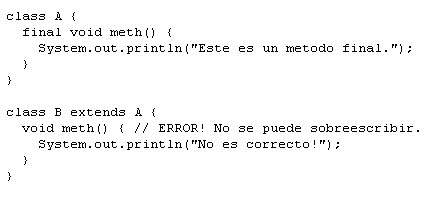 class A {
  final void meth() {
    System.out.println("Este es un metodo final.");
  }
}

class B extends A {
  void meth() { // ERROR! No se puede sobreescribir.
    System.out.println("No es correcto!");
  }
}